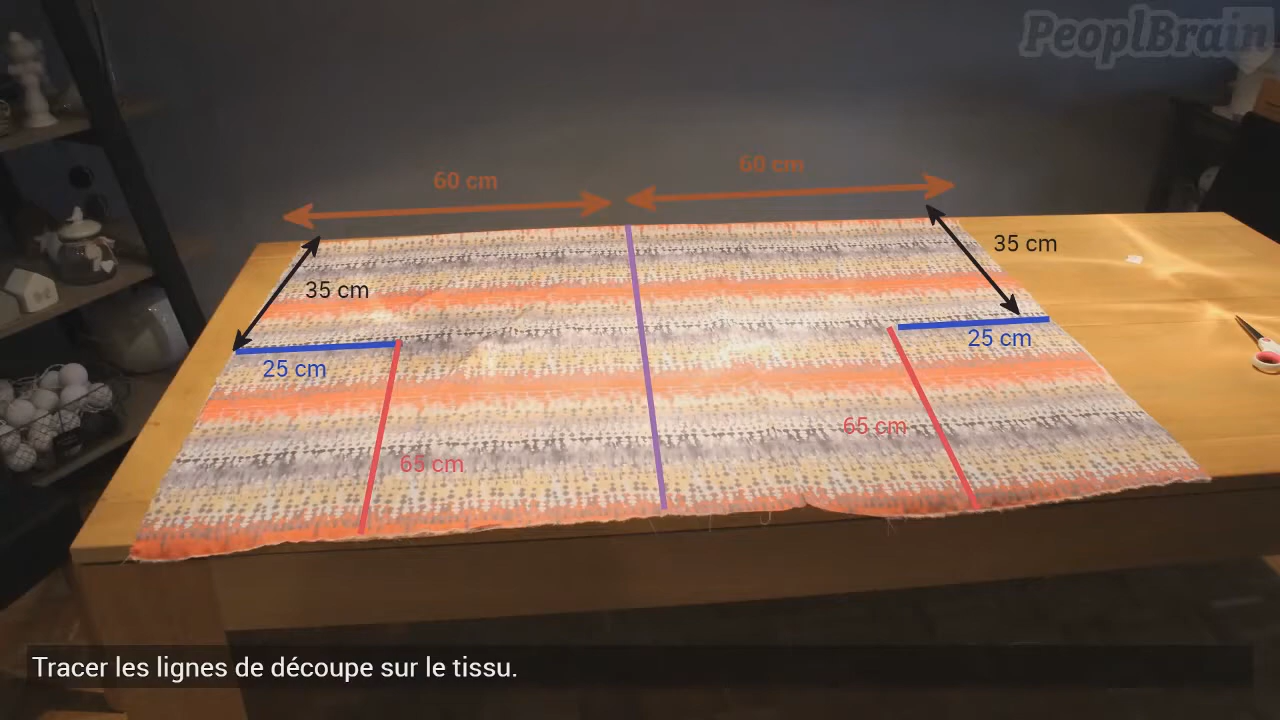 PeoplBrain
60 cm
60 cm
35 cm
35 cm
25 cm
25 cm
65 cm
65 cm
Tracer les lignes de découpe sur le tissu.